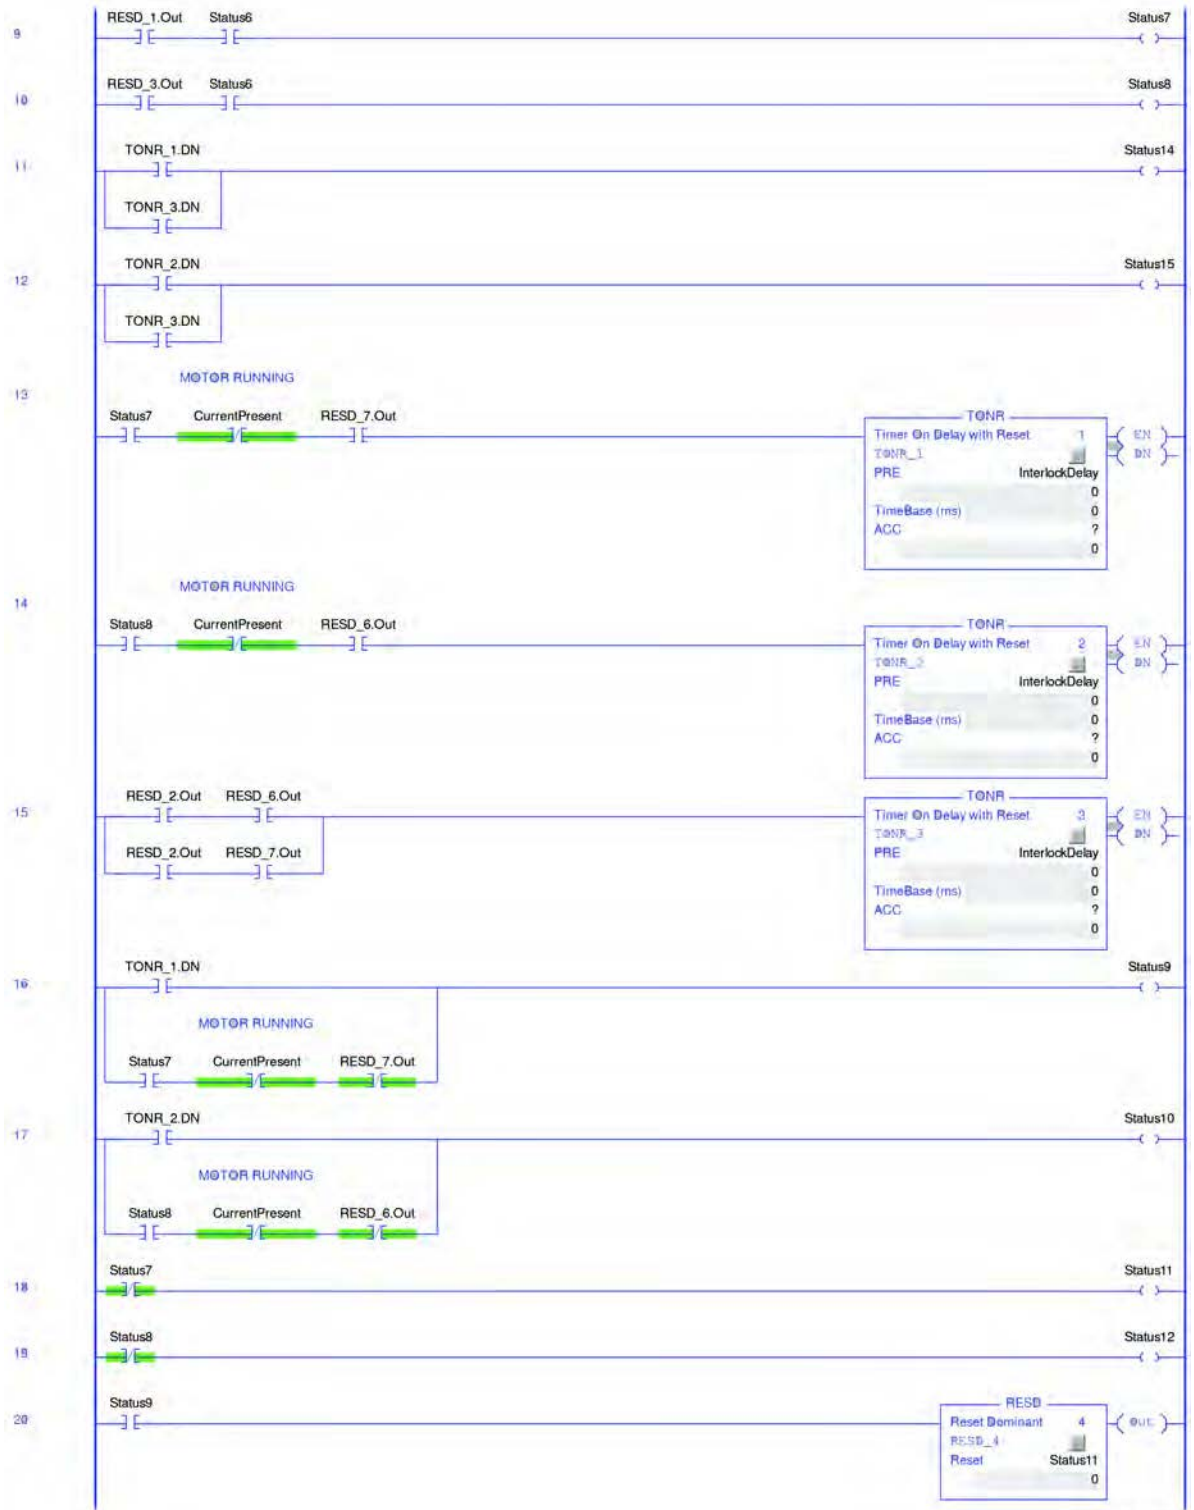 RESD_1.Out Status6 Status7
9
RESD_3.Out Status6 Status8
10
TONR_1.DN Status14
11
TONR_3.DN
TONR_2.DN Status15
12
TONR_3.DN
MOTOR RUNNING
13
Status7 CurrentPresent RESD_7.Out TONR
Timer On Delay with Reset 1 EN
TONR_1 DN
PRE InterlockDelay
0
TimeBase (ms) 0
ACC ?
0
MOTOR RUNNING
14
Status8 CurrentPresent RESD_6.Out TONR
Timer On Delay with Reset 2 EN
TONR_2 DN
PRE InterlockDelay
0
TimeBase (ms) 0
ACC ?
0
RESD_2.Out RESD_6.Out TONR
15 Timer On Delay with Reset 3 EN
TONR_3 DN
RESD_2.Out RESD_7.Out PRE InterlockDelay
0
TimeBase (ms) 0
ACC ?
0
TONR_1.DN Status9
16
MOTOR RUNNING
Status7 CurrentPresent RESD_7.Out
TONR_2.DN Status10
17
MOTOR RUNNING
Status8 CurrentPresent RESD_6.Out
Status7 Status11
18
Status8 Status12
19
Status9 RESD
20 Reset Dominant 4 Out
RESD_4
Reset Status11
0